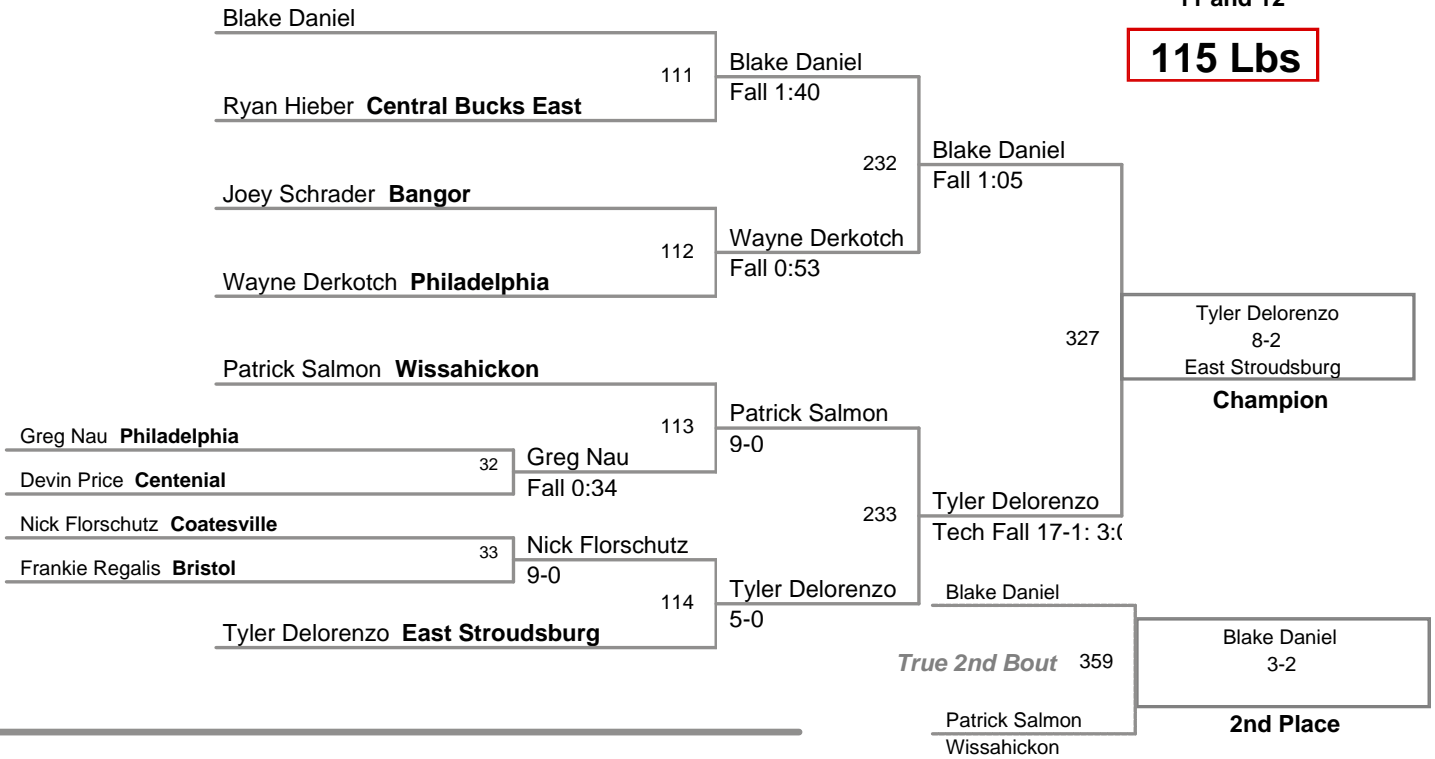 11 and 12
115 Lbs
Blake Daniel
111
Ryan Hieber Central Bucks East
Blake Daniel
Fall 1:40
232
Joey Schrader Bangor
112
Wayne Derkotch Philadelphia
Wayne Derkotch
Fall 0:53
Blake Daniel
Fall 1:05
327
Patrick Salmon Wissahickon
113
Greg Nau Philadelphia
32
Devin Price Centenial
Greg Nau
Fall 0:34
Patrick Salmon
9-0
233
Nick Florschutz Coatesville
33
Frankie Regalis Bristol
Nick Florschutz
9-0
114
Tyler Delorenzo East Stroudsburg
Tyler Delorenzo
5-0
Tyler Delorenzo
Tech Fall 17-1:
Tyler Delorenzo
8-2
East Stroudsburg
Champion
Blake Daniel
True 2nd Bout 359
Patrick Salmon
Wissahickon
Blake Daniel
3-2
2nd Place